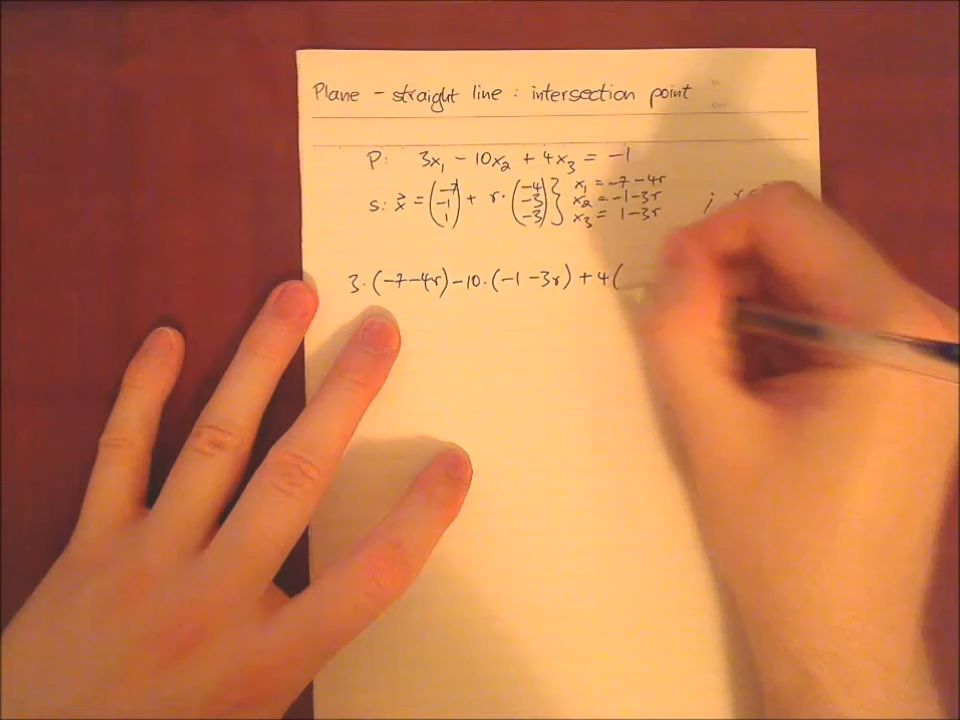 Plane - straight line : intersection point
P: 3x₁ - 10x₂ + 4x₃ = -1
s: x⃗ = (-7 -1 1) + r · (-4 -3 -3) } x₁ = -7-4r
x₂ = -1-3r
x₃ = 1-3r
3·(-7-4r)-10·(-1-3r)+4(